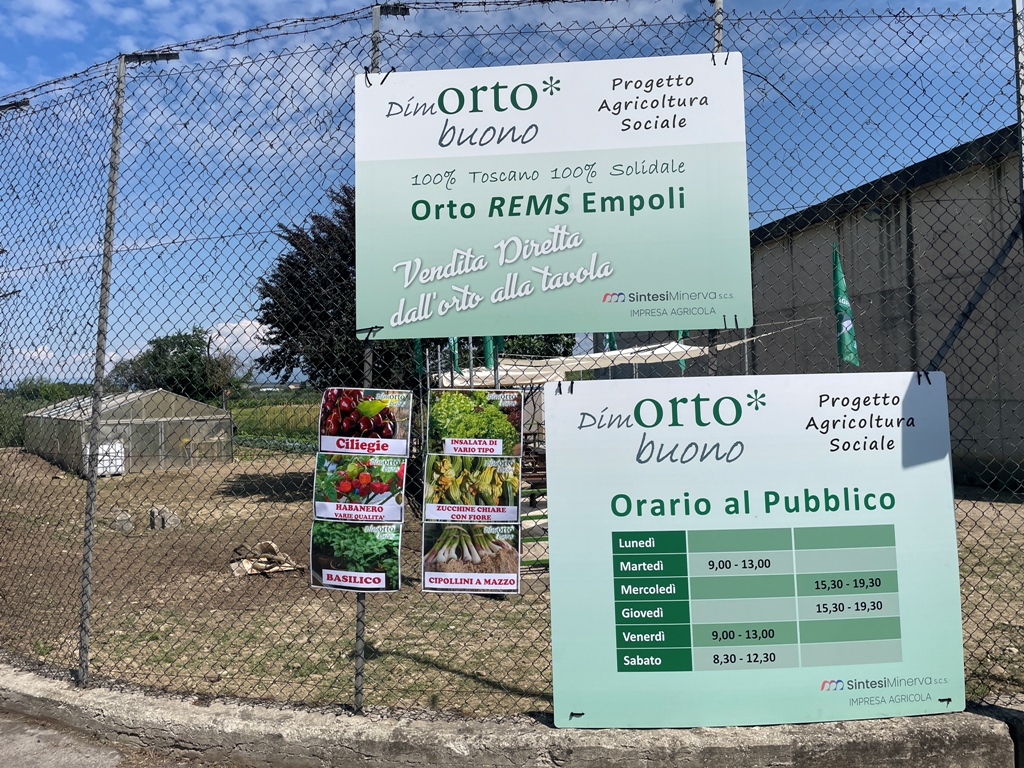 Dimorto*
buono
Progetto
Agricoltura
Sociale
100% Toscano 100% Solidale
Orto REMS Empoli
Vendita Diretta
dall'orto alla tavola
SintesiMinerva s.c.s.
IMPRESA AGRICOLA
Ciliegie
HABANERO
VARIE QUALITA'
BASILICO
INSALATA DI
VARIO TIPO
ZUCCHINE CHIARE
CON FIORE
CIPOLLINI A MAZZO
Dimorto*
buono
Progetto
Agricoltura
Sociale
Orario al Pubblico
Lunedì
Martedì 9,00 - 13,00
Mercoledì 15,30 - 19,30
Giovedì 15,30 - 19,30
Venerdì 9,00 - 13,00
Sabato 8,30 - 12,30
SintesiMinerva s.c.s.
IMPRESA AGRICOLA